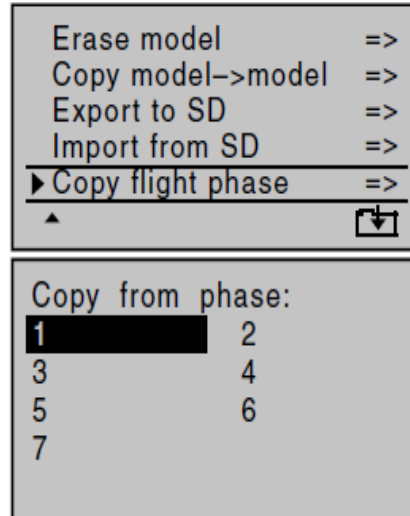 Erase model =>
Copy model–>model =>
Export to SD =>
Import from SD =>
Copy flight phase =>
Copy from phase:
1 2
3 4
5 6
7